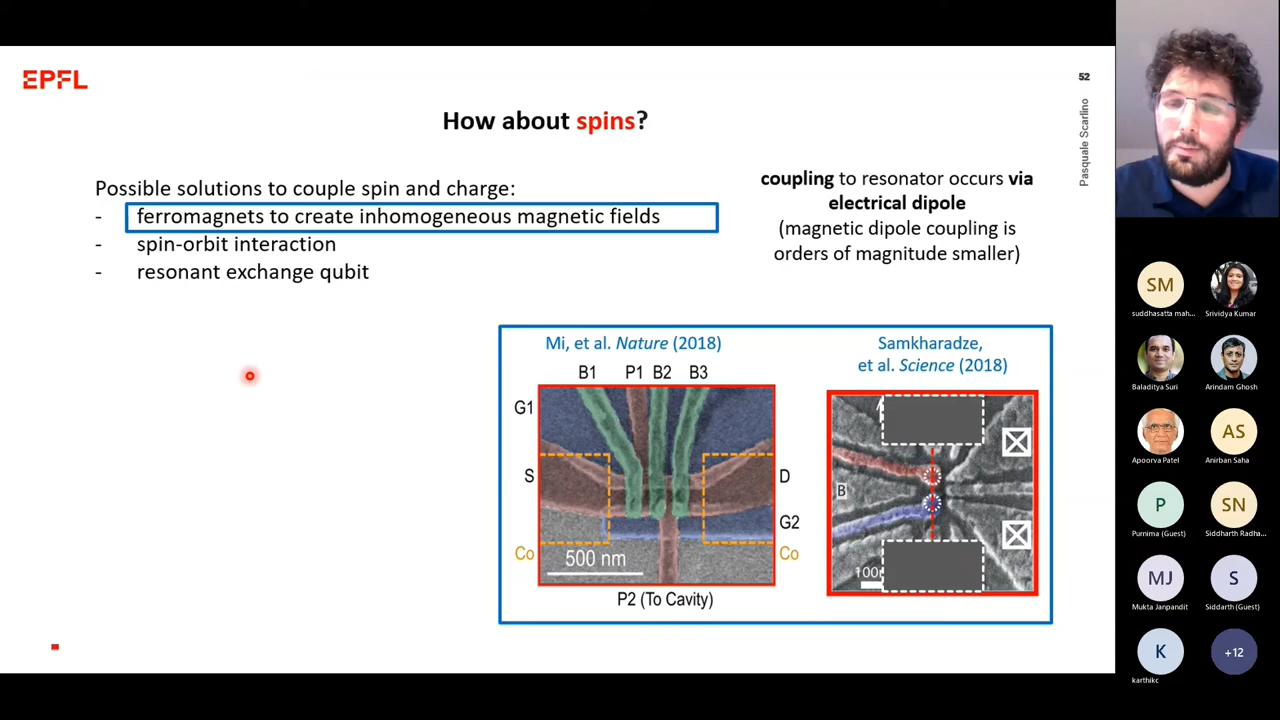 EPFL
52
Pasquale Scarlino
How about spins?
Possible solutions to couple spin and charge:
- ferromagnets to create inhomogeneous magnetic fields
- spin-orbit interaction
- resonant exchange qubit
coupling to resonator occurs via
electrical dipole
(magnetic dipole coupling is
orders of magnitude smaller)
Mi, et al. Nature (2018)
B1 P1 B2 B3
G1
S
D
G2
Co
Co
500 nm
P2 (To Cavity)
Samkharadze,
et al. Science (2018)
B
SM
suddhasatta mah...
Srividya Kumar
Baladitya Suri
Arindam Ghosh
Apoorva Patel
AS
Anirban Saha
P
Purnima (Guest)
SN
Siddharth Radha...
MJ
Mukta Janpandit
S
Siddarth (Guest)
K
karthikc
+12